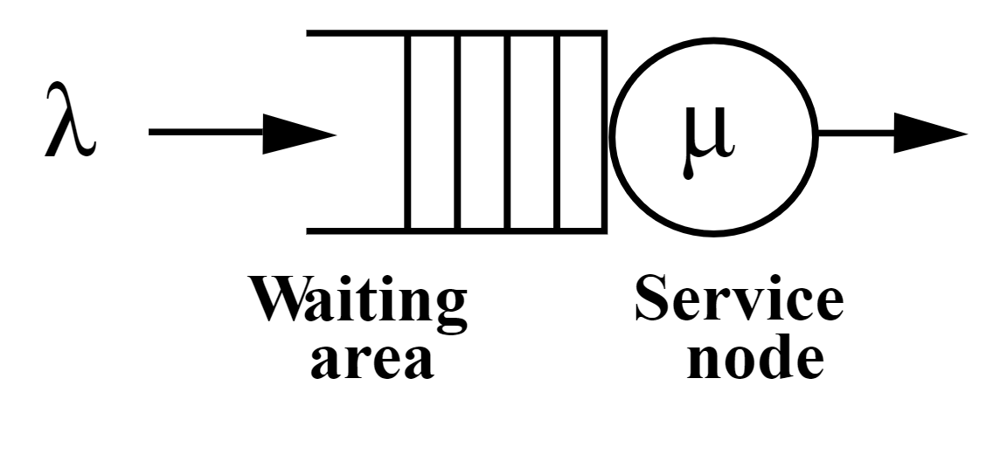 λ
μ
Waiting
area
Service
node